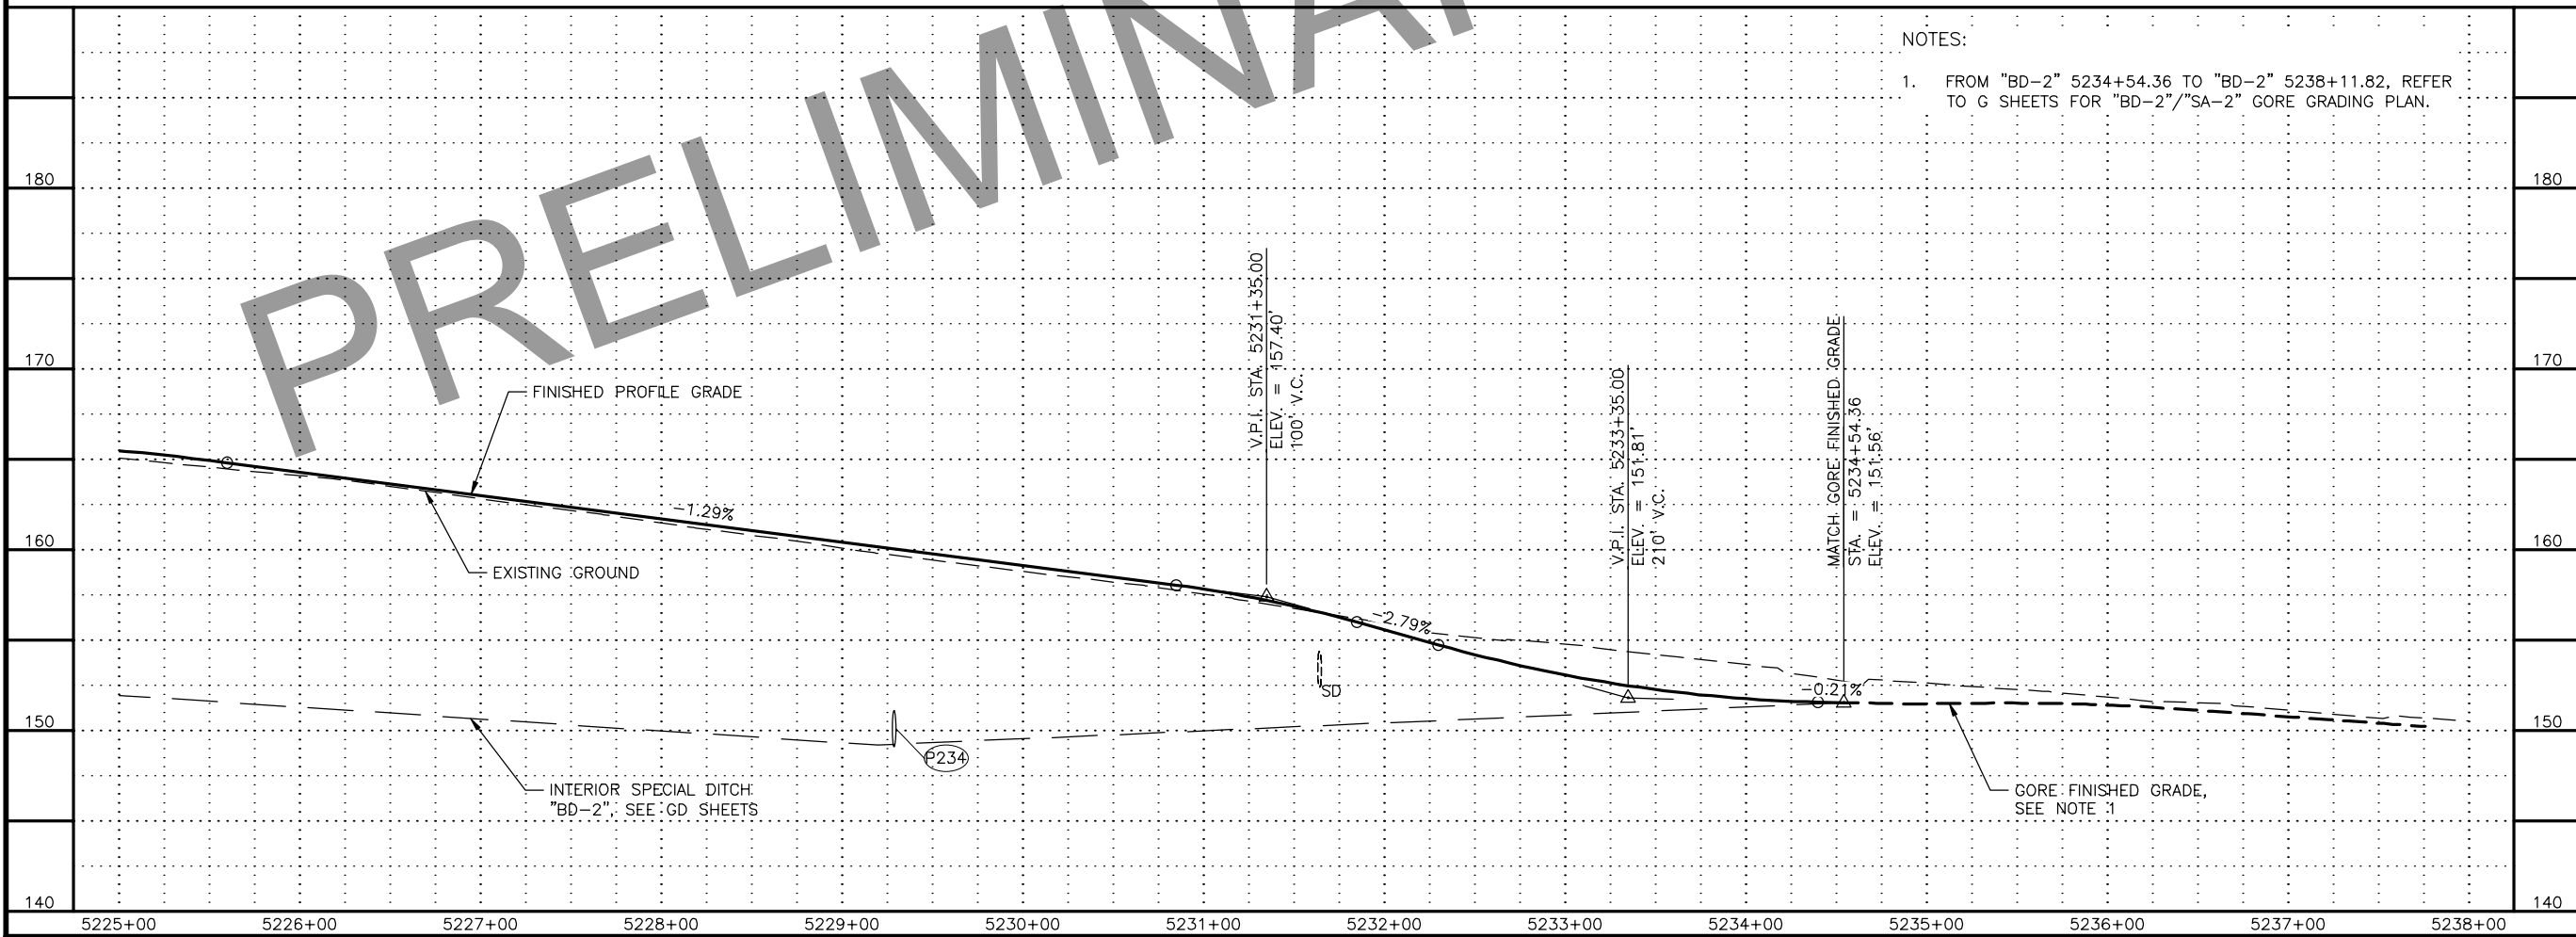 PRELIMINA
NOTES:
1. FROM "BD-2" 5234+54.36 TO "BD-2" 5238+11.82, REFER
TO G SHEETS FOR "BD-2"/"SA-2" GORE GRADING PLAN.
180
180
170
170
160
160
150
150
140
140
FINISHED PROFILE GRADE
EXISTING GROUND
-1.29%
V.P.I. STA. 5231+35.00
ELEV. = 157.40'
100' V.C.
-2.79%
SD
V.P.I. STA. 5233+35.00
ELEV. = 151.81'
210' V.C.
MATCH GORE FINISHED GRADE
STA. = 5234+54.36
ELEV. = 151.56'
-0.21%
P234
INTERIOR SPECIAL DITCH
"BD-2", SEE GD SHEETS
GORE FINISHED GRADE,
SEE NOTE 1
5225+00 5226+00 5227+00 5228+00 5229+00 5230+00 5231+00 5232+00 5233+00 5234+00 5235+00 5236+00 5237+00 5238+00